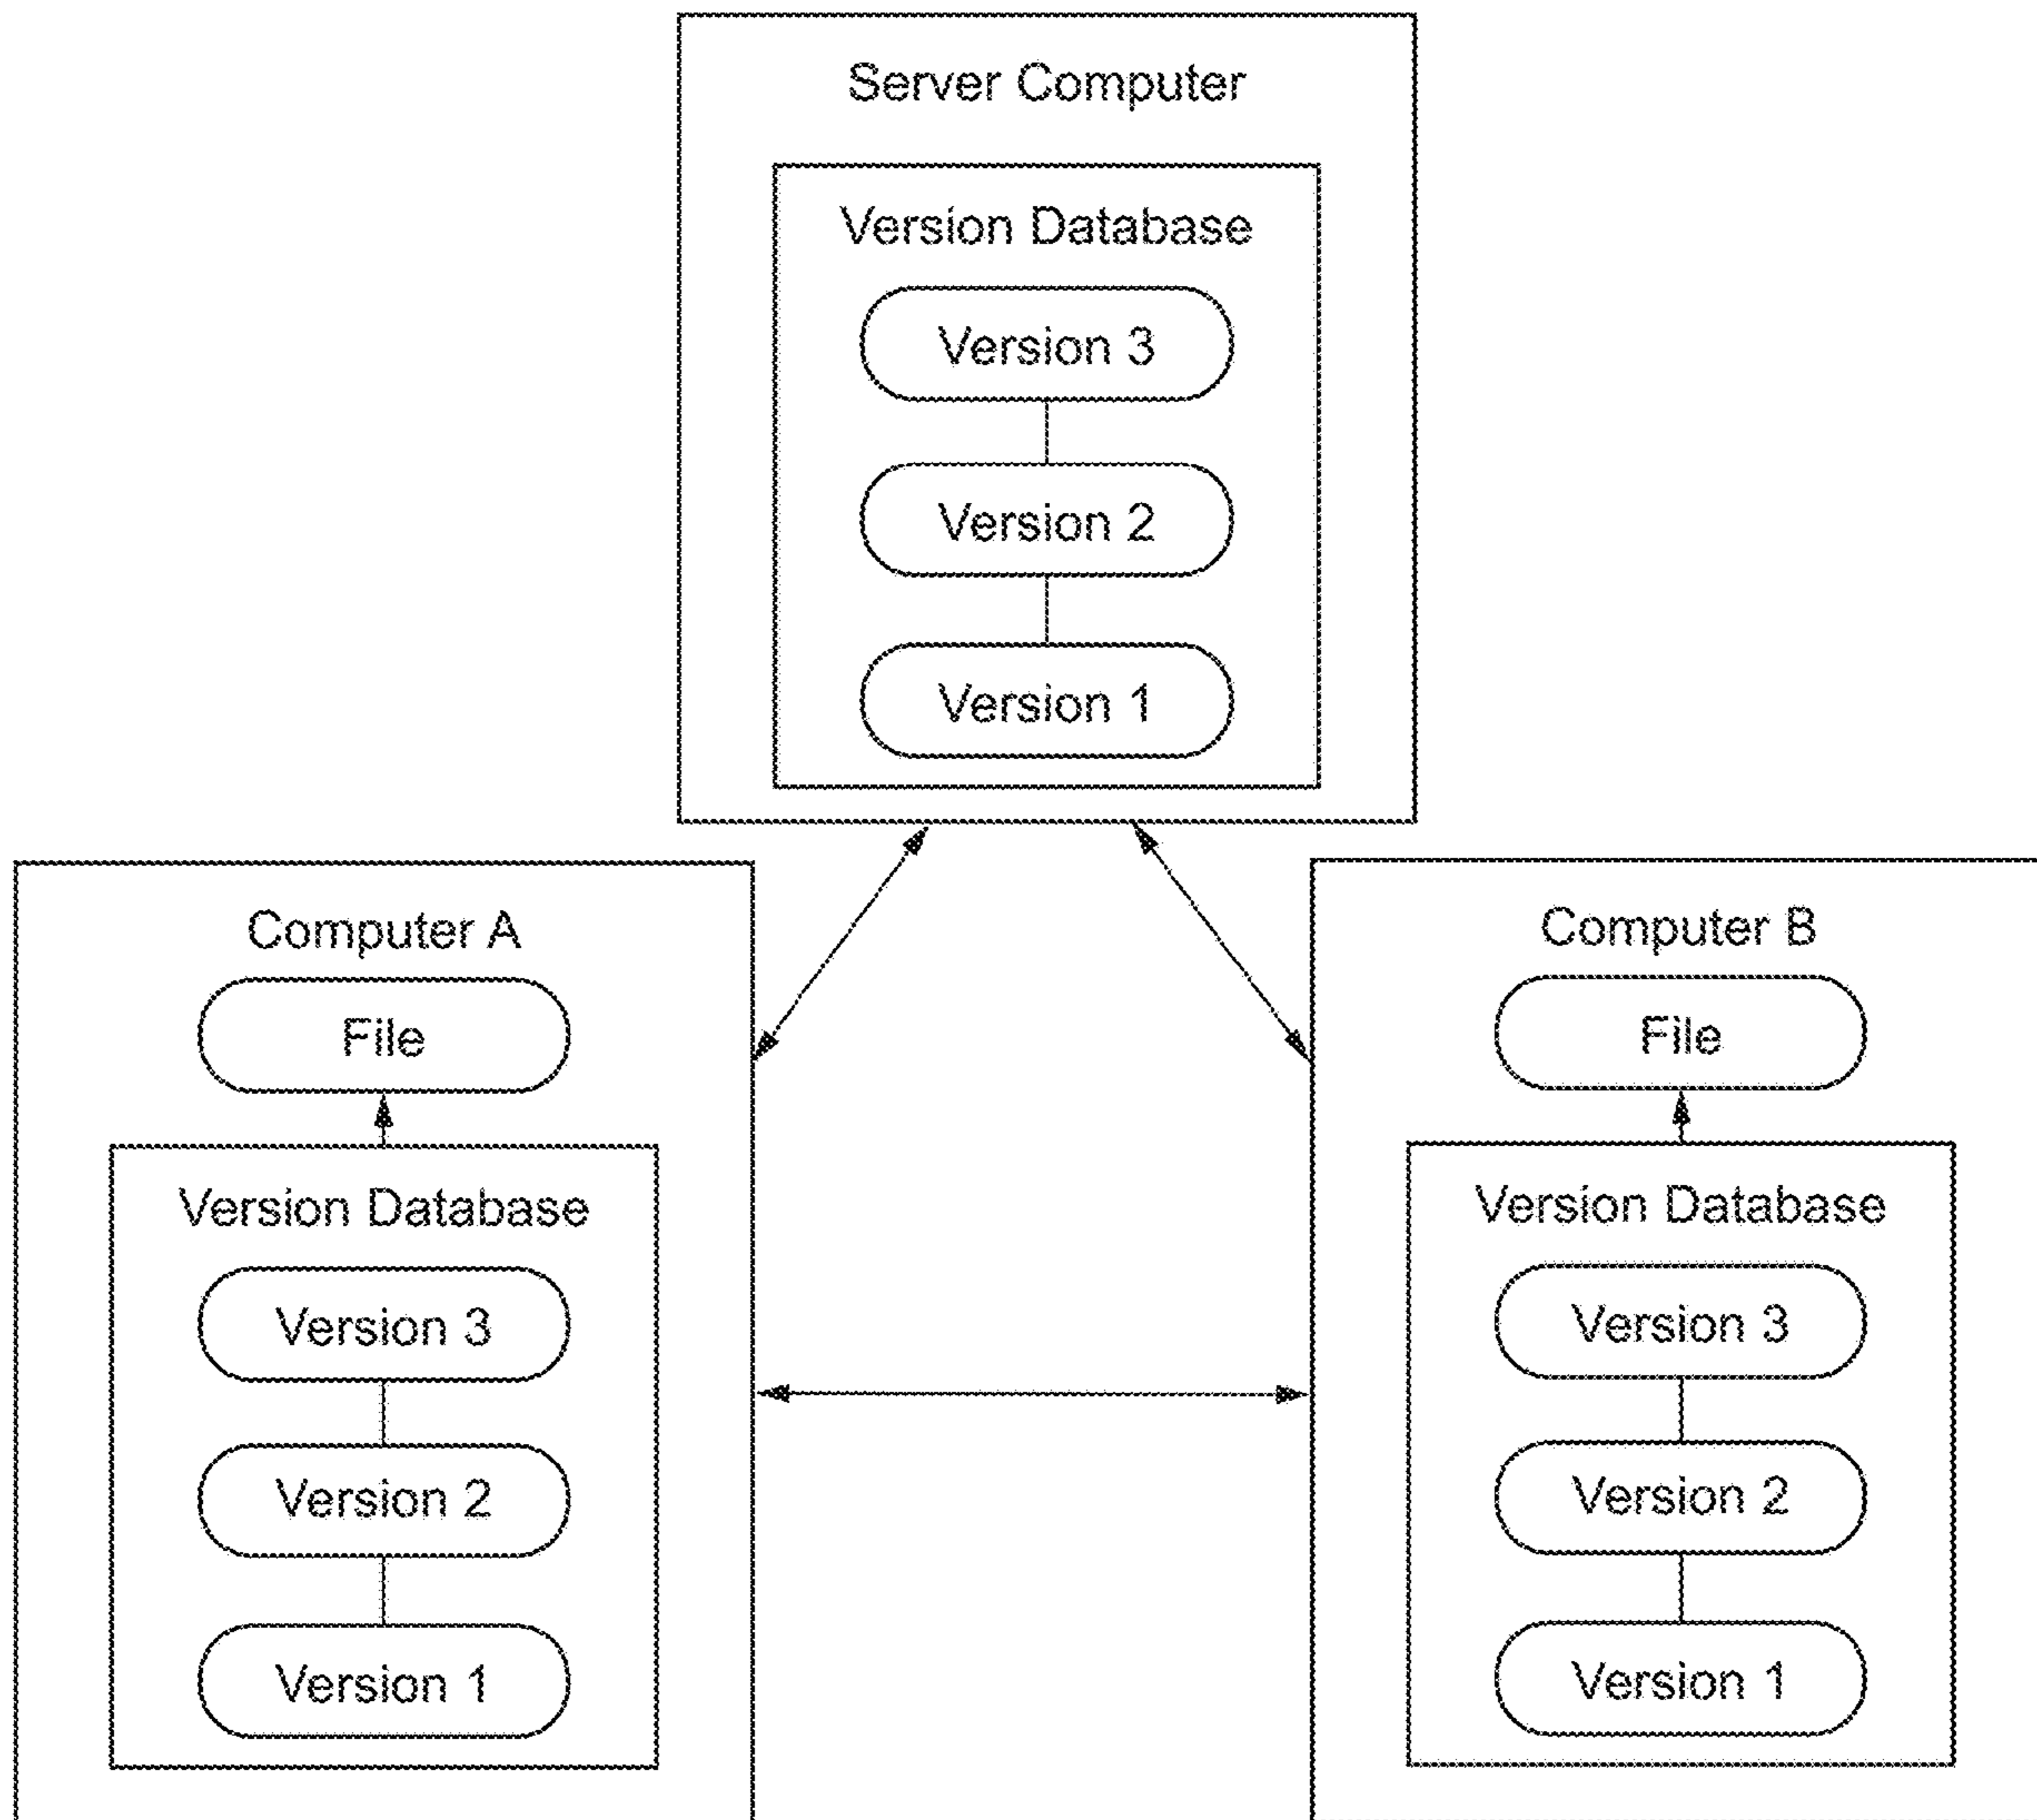 Server Computer
Version Database
Version 3
Version 2
Version 1
Computer A
File
Version Database
Version 3
Version 2
Version 1
Computer B
File
Version Database
Version 3
Version 2
Version 1